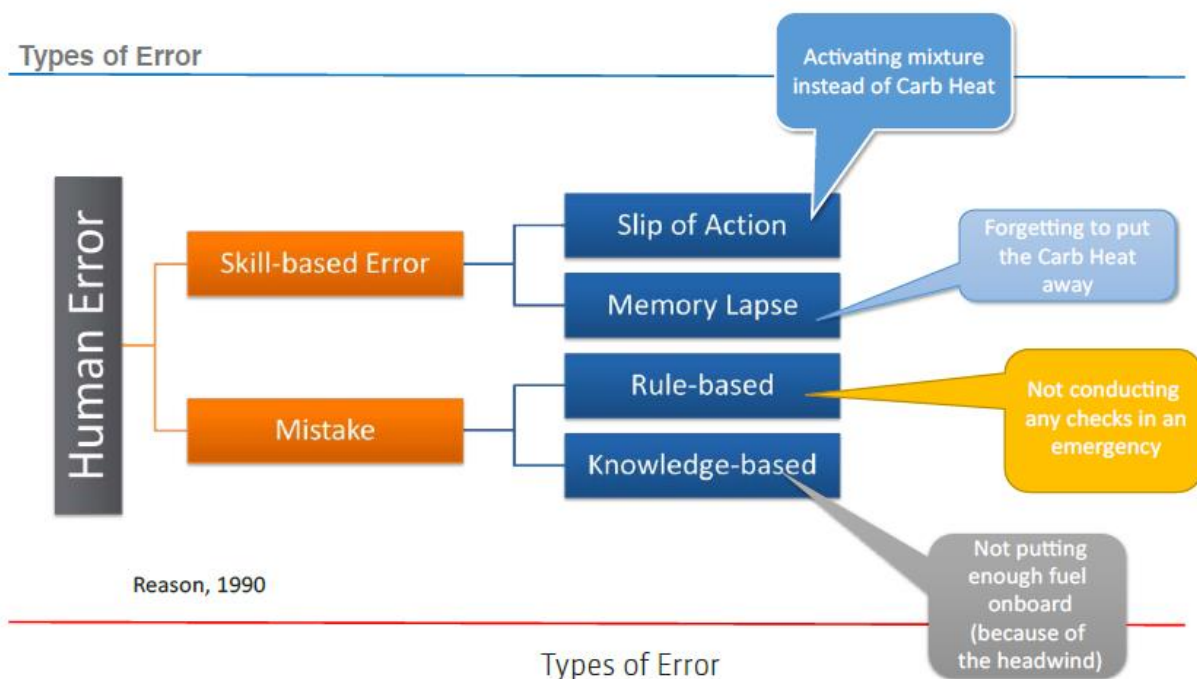 Types of Error
Activating mixture
instead of Carb Heat
Human Error
Skill-based Error
Slip of Action
Forgetting to put
the Carb Heat
away
Memory Lapse
Mistake
Rule-based
Not conducting
any checks in an
emergency
Knowledge-based
Not putting
enough fuel
onboard
(because of
the headwind)
Reason, 1990
Types of Error